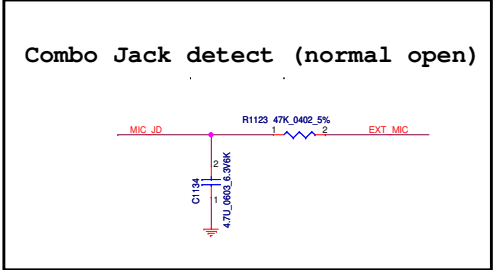 Combo Jack detect (normal open)
R1123 47K_0402_5%
MIC_JD
1
2
EXT_MIC
2
C1134
1
4.7U_0603_6.3V6K